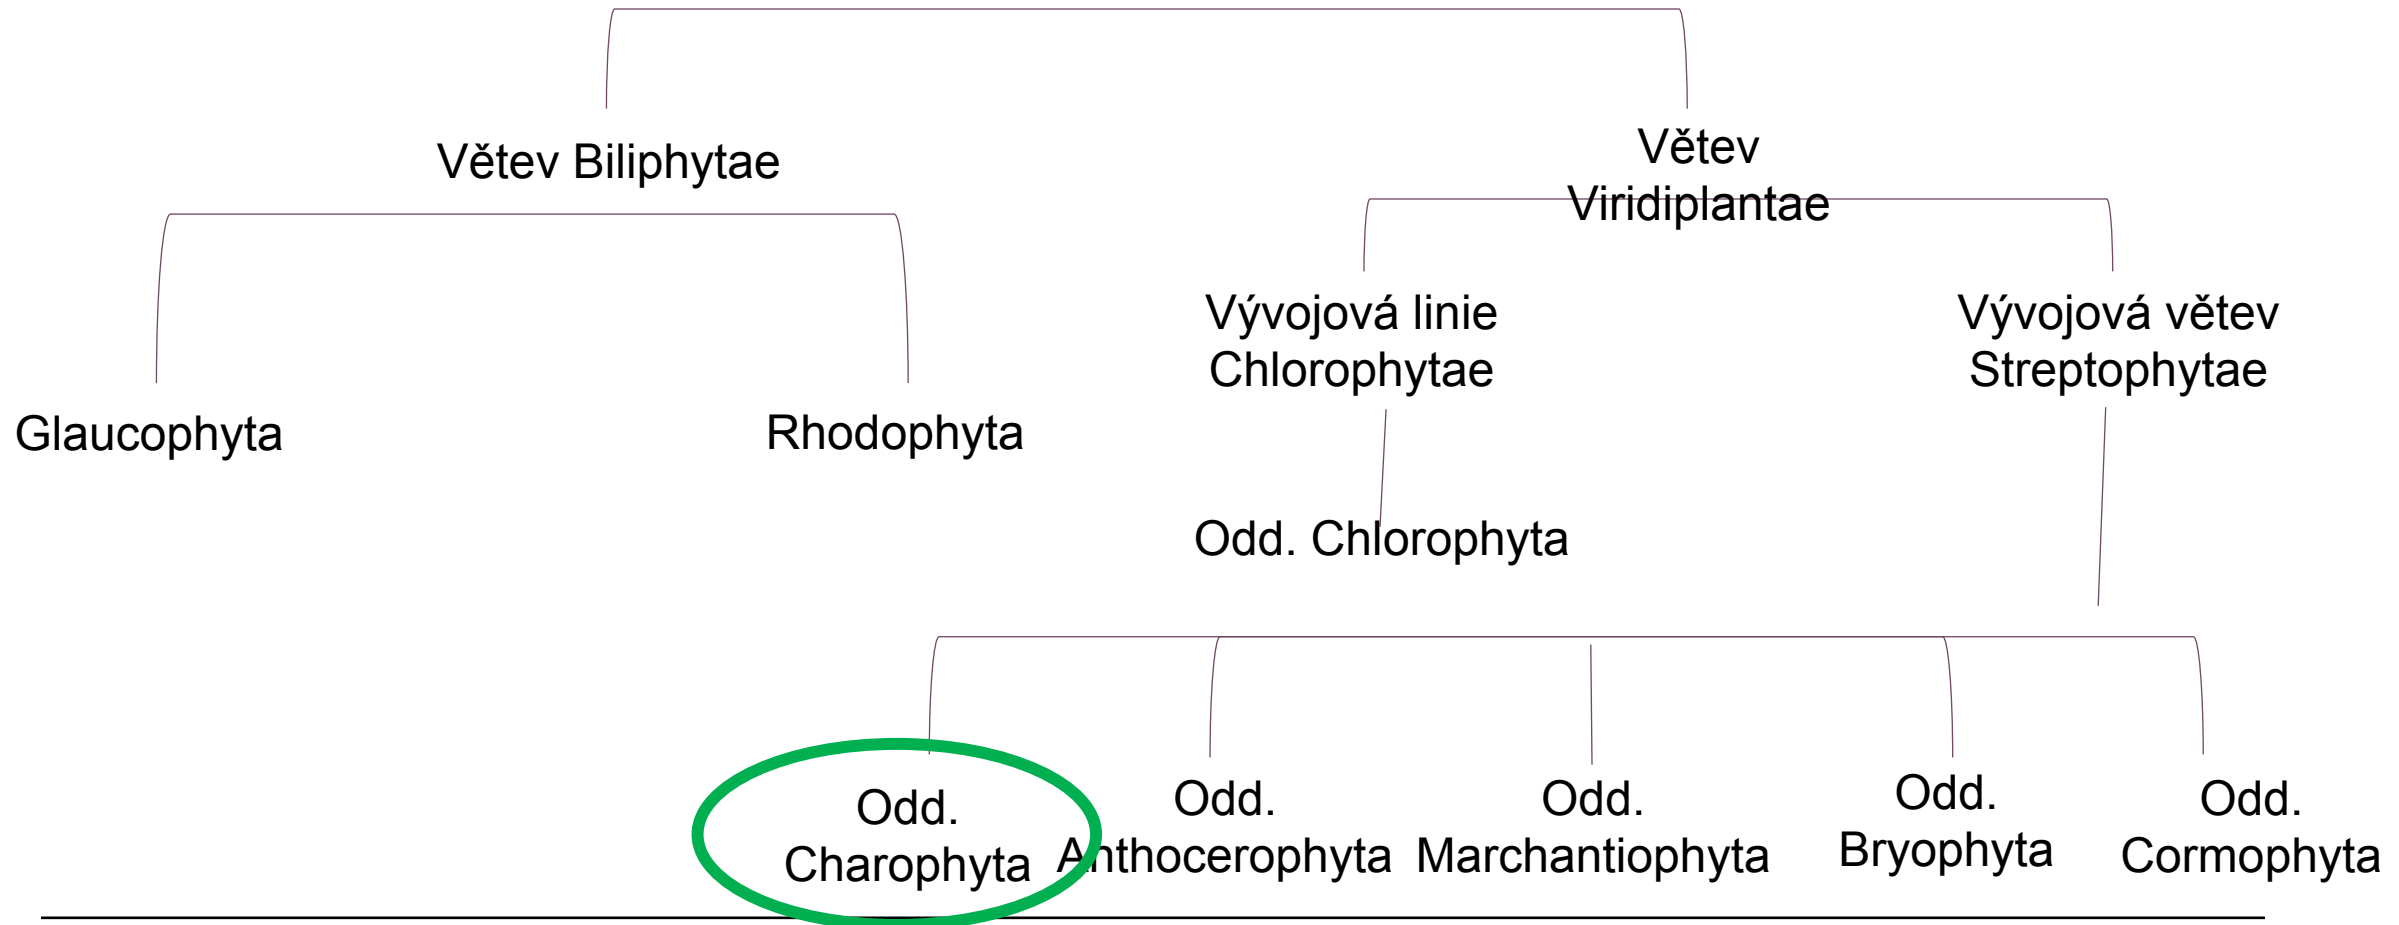 Větev Biliphytae
Větev
Viridiplantae
Glaucophyta
Rhodophyta
Vývojová linie
Chlorophytae
Vývojová větev
Streptophytae
Odd. Chlorophyta
Odd.
Charophyta
Odd.
Anthocerophyta
Odd.
Marchantiophyta
Odd.
Bryophyta
Odd.
Cormophyta